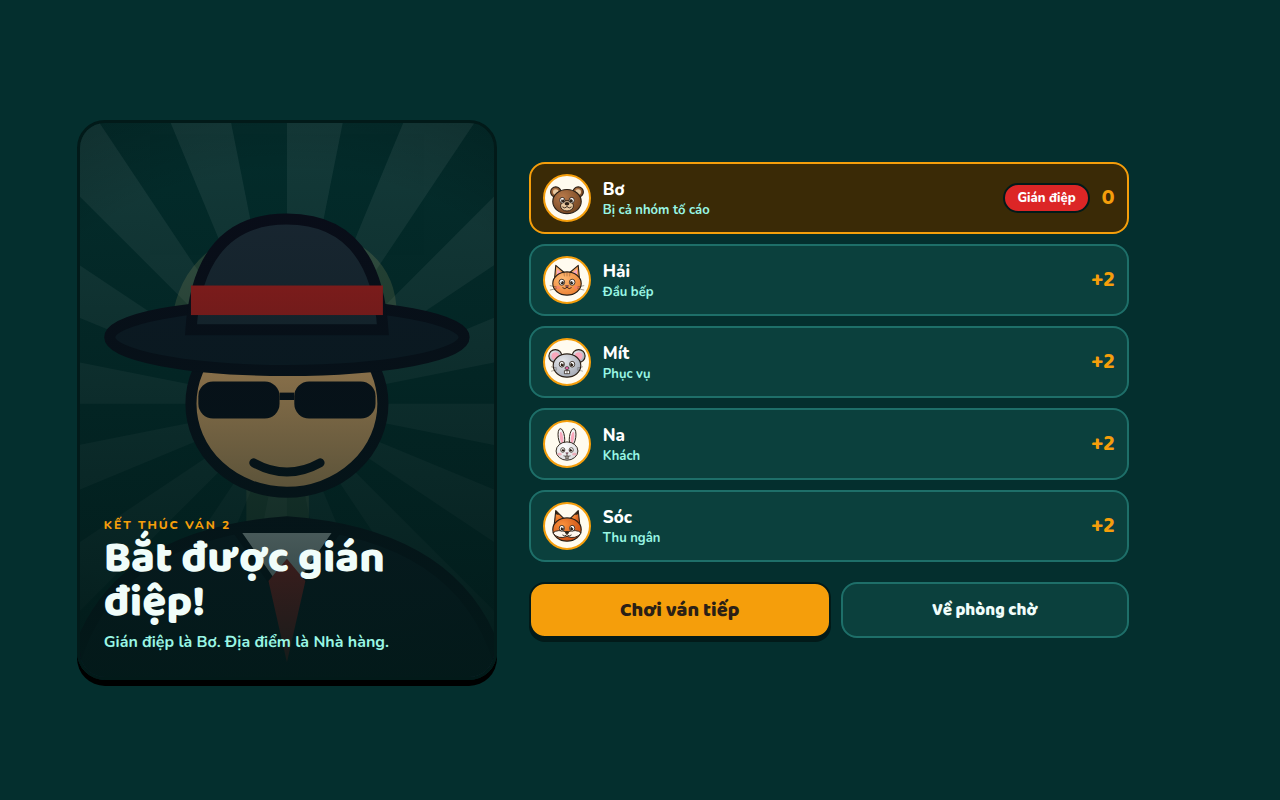 KẾT THÚC VÁN 2
Bắt được gián
điệp!
Gián điệp là Bơ. Địa điểm là Nhà hàng.
Bơ
Bị cả nhóm tố cáo
Gián điệp
0
Hải
Đầu bếp
+2
Mít
Phục vụ
+2
Na
Khách
+2
Sóc
Thu ngân
+2
Chơi ván tiếp
Về phòng chờ